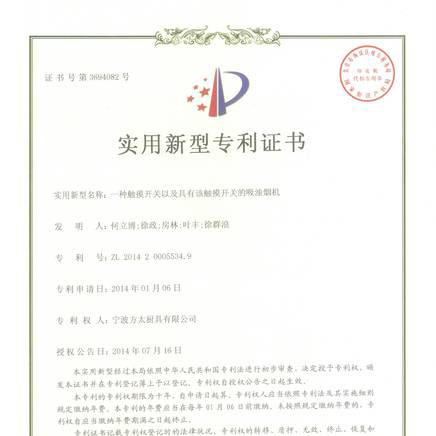 证书号第3694082号
实用新型专利证书
实用新型名称：一种触摸开关以及具有该触摸开关的吸油烟机
发明人：何立博;徐政;房林;叶丰;徐群浪
专利号：ZL 2014 2 0005534.9
专利申请日：2014年01月06日
专利权人：宁波方太厨具有限公司
授权公告日：2014年07月16日
本实用新型经过本局依照中华人民共和国专利法进行初步审查，决定授予专利权，颁
发本证书并在专利登记簿上予以登记。专利权自授权公告之日起生效。
本专利的专利权期限为十年，自申请日起算。专利权人应当依照专利法及其实施细则
规定缴纳年费。本专利的年费应当在每年01月06日前缴纳。未按照规定缴纳年费的，专
利权自应当缴纳年费期满之日起终止。
专利证书记载专利权登记时的法律状况。专利权的转移、质押、无效、终止、恢复和